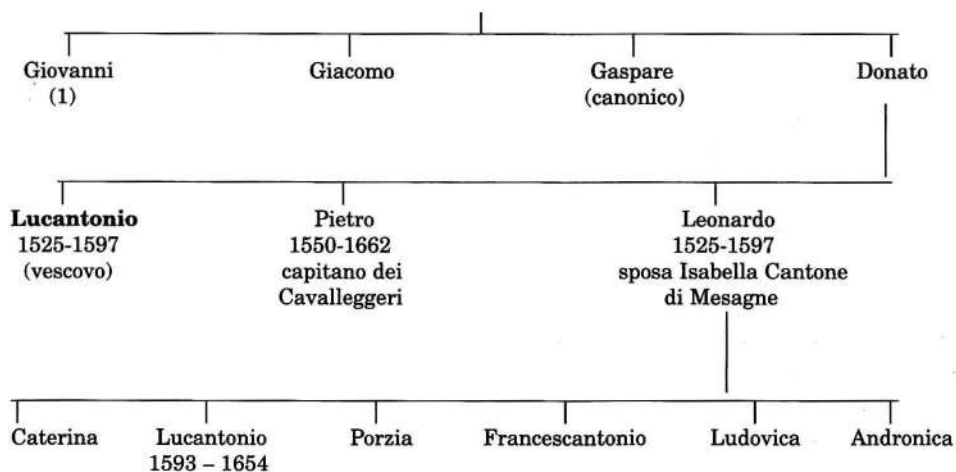 Giovanni Giacomo Gaspare Donato
(1) (canonico)
Lucantonio Pietro Leonardo
1525-1597 1550-1662 1525-1597
(vescovo) capitano dei sposa Isabella Cantone
Cavalleggeri di Mesagne
Caterina Lucantonio Porzia Francescantonio Ludovica Andronica
1593 – 1654